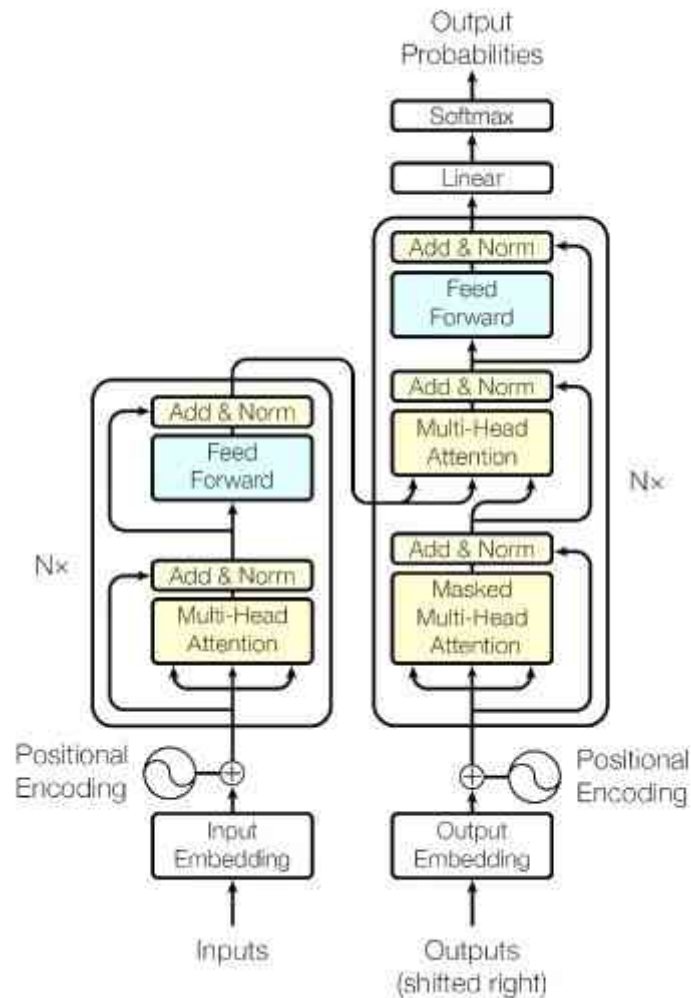 Output
Probabilities
Softmax
Linear
Add & Norm
Feed
Forward
Add & Norm
Multi-Head
Attention
Nx
Add & Norm
Masked
Multi-Head
Attention
Add & Norm
Feed
Forward
Nx
Add & Norm
Multi-Head
Attention
Positional
Encoding
Positional
Encoding
Input
Embedding
Output
Embedding
Inputs
Outputs
(shifted right)